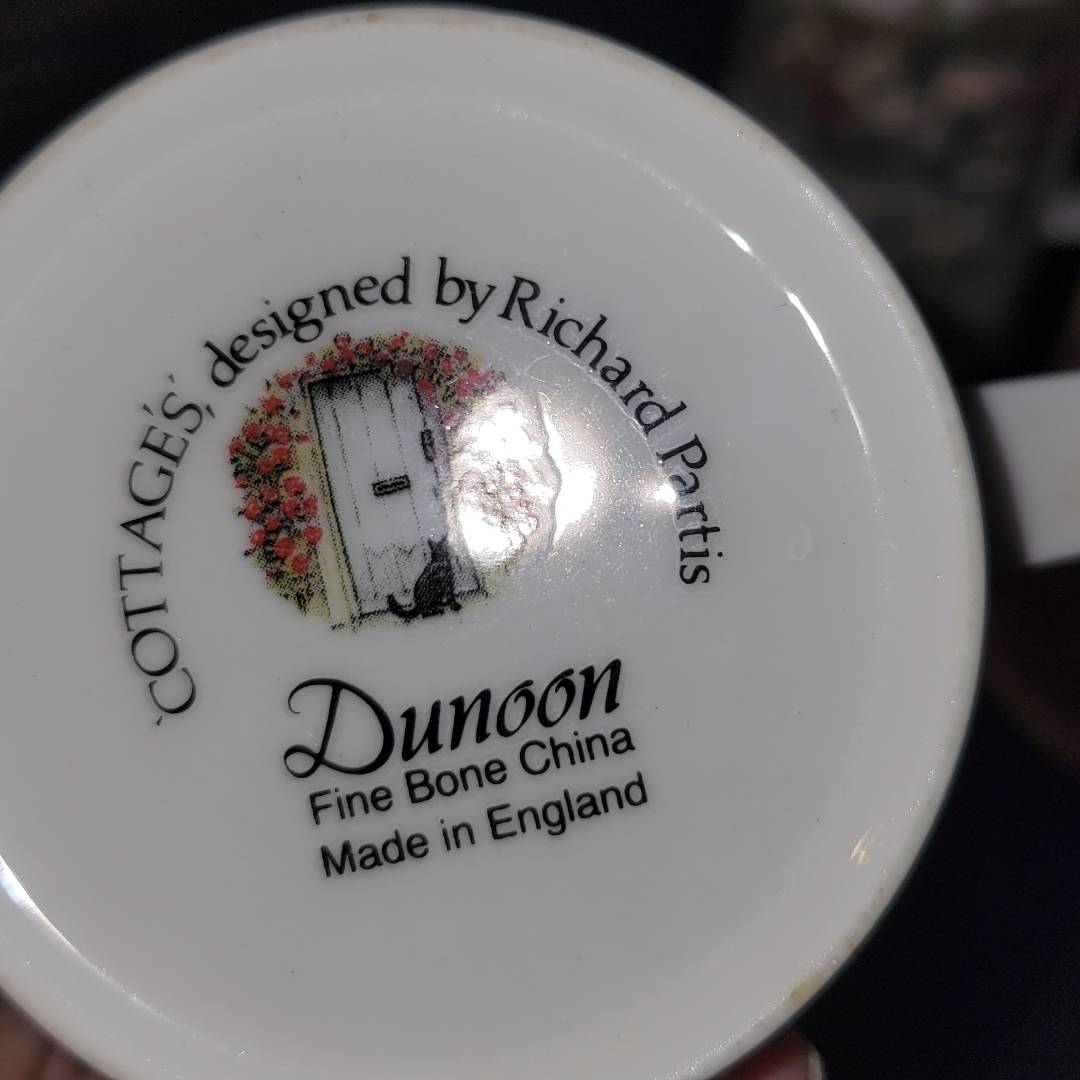 'COTTAGES', designed by Richard Partis
Dunoon
Fine Bone China
Made in England